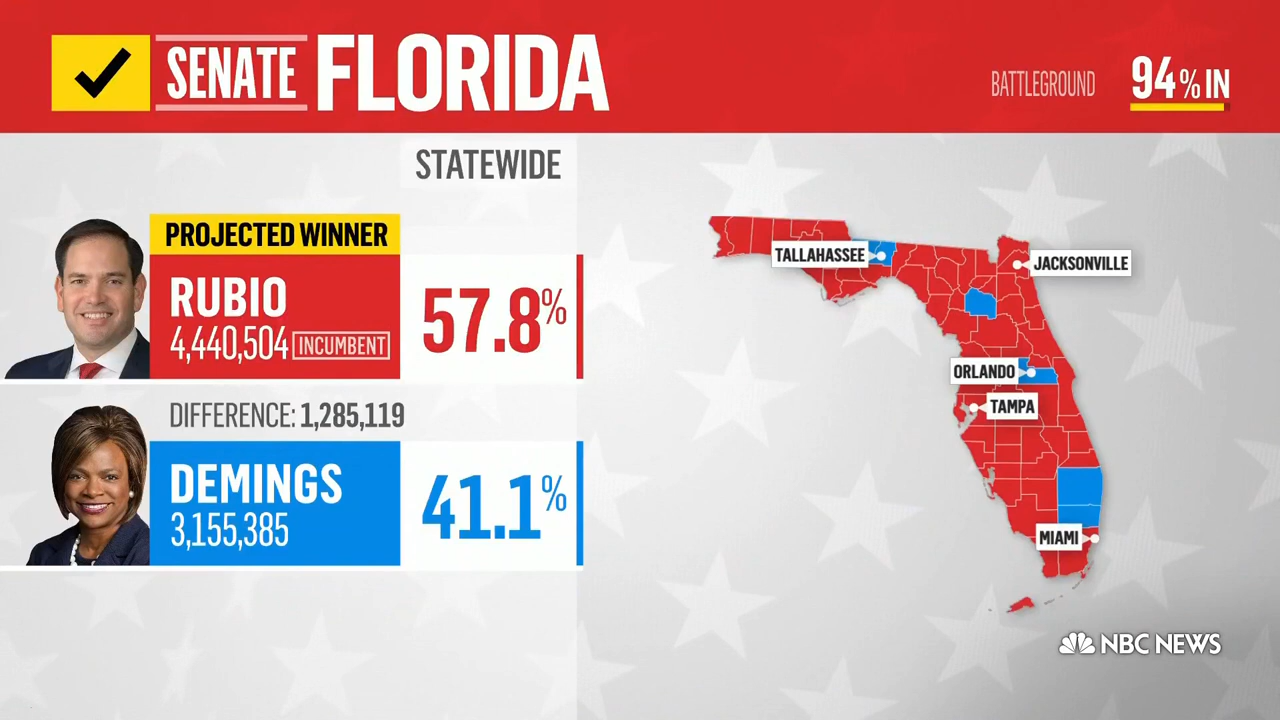 SENATE FLORIDA
BATTLEGROUND 94% IN
STATEWIDE
PROJECTED WINNER
RUBIO
4,440,504 INCUMBENT
57.8%
DIFFERENCE: 1,285,119
DEMINGS
3,155,385
41.1%
TALLAHASSEE
JACKSONVILLE
ORLANDO
TAMPA
MIAMI
NBC NEWS